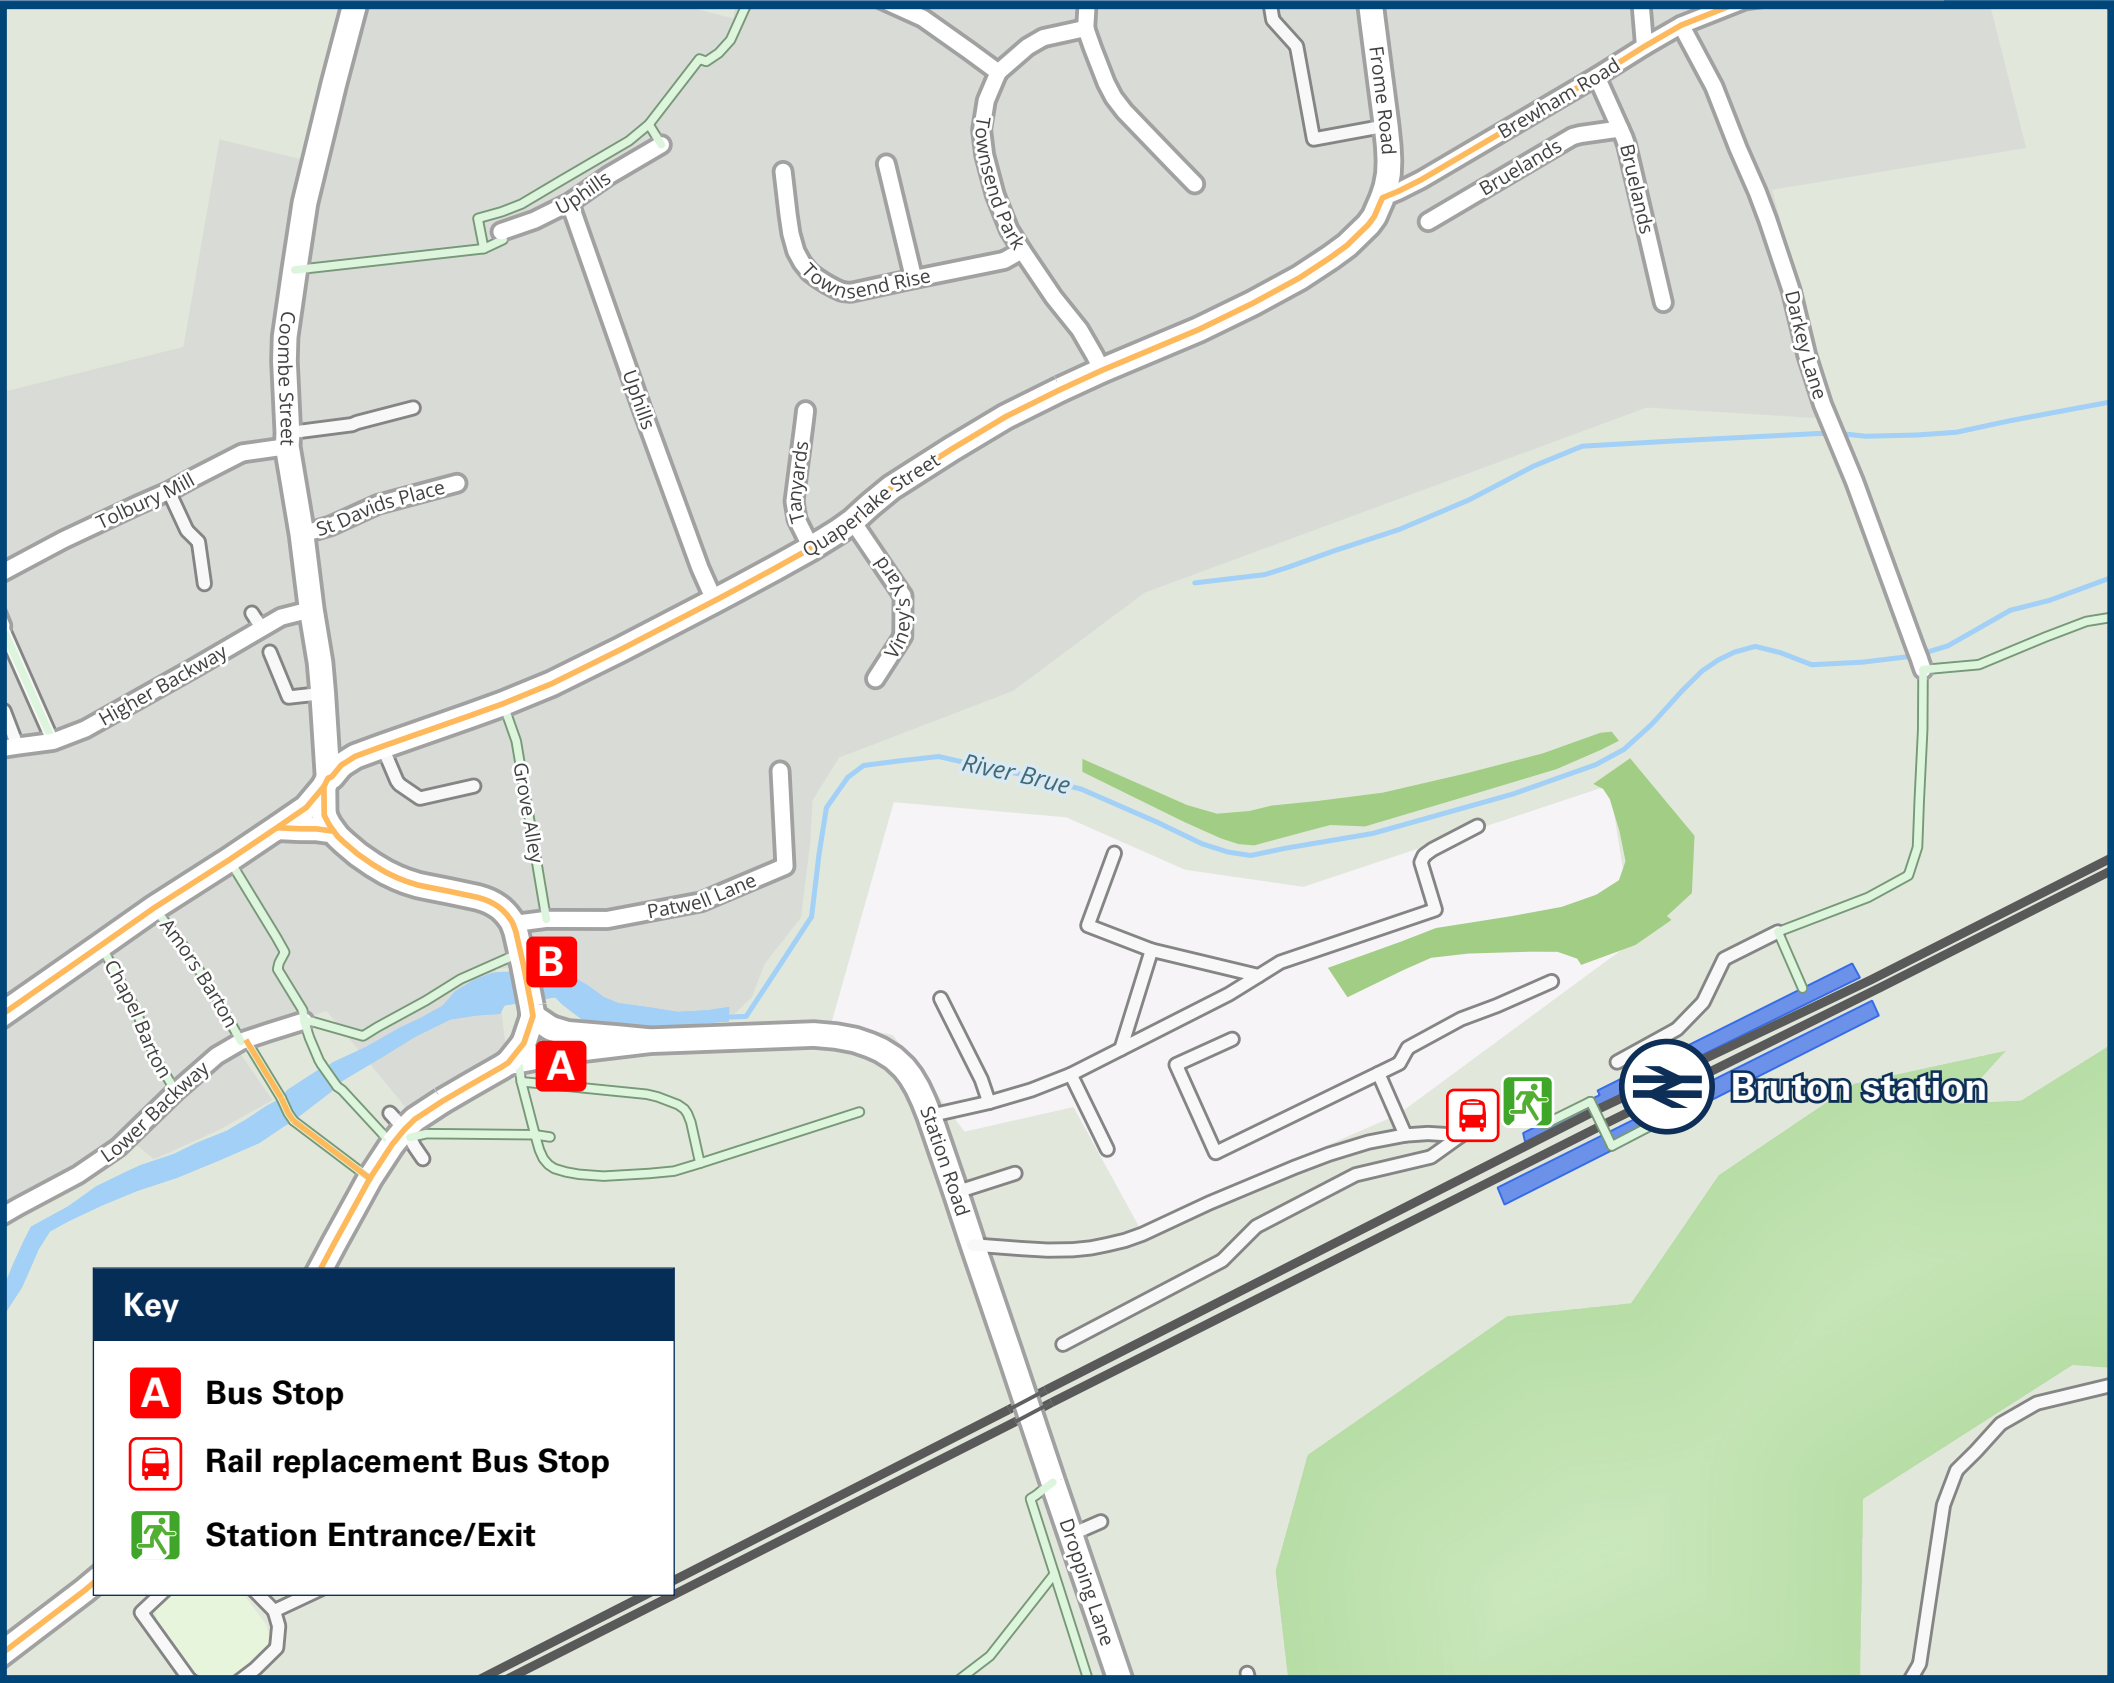 Frome Road
Brewham Road
Bruelands
Bruelands
Townsend Park
Uphills
Townsend Rise
Darkey Lane
Coombe Street
Uphills
Tanyards
Quaperlake Street
Tolbury Mill
St Davids Place
Viney's Yard
Higher Backway
River Brue
Grove Alley
Patwell Lane
Amors Barton
Chapel Barton
B
A
Lower Backway
Station Road
Bruton station
Dropping Lane
Key
A Bus Stop
Rail replacement Bus Stop
Station Entrance/Exit